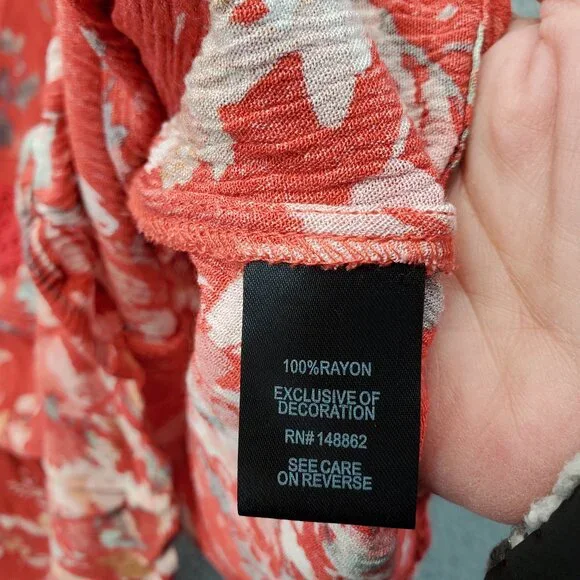 100%RAYON
EXCLUSIVE OF
DECORATION
RN# 148862
SEE CARE
ON REVERSE